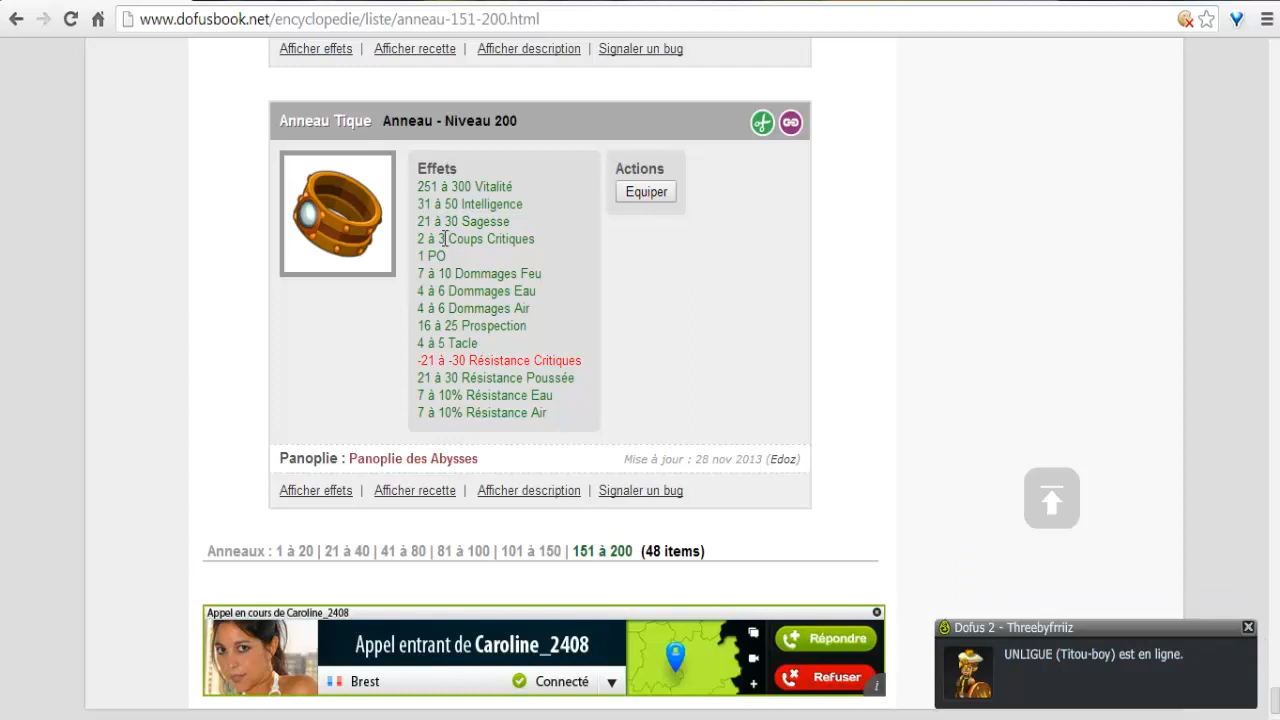 www.dofusbook.net/encyclopedie/liste/anneau-151-200.html
Afficher effets | Afficher recette | Afficher description | Signaler un bug
Anneau Tique Anneau - Niveau 200
Effets
251 à 300 Vitalité
31 à 50 Intelligence
21 à 30 Sagesse
2 à 3 Coups Critiques
1 PO
7 à 10 Dommages Feu
4 à 6 Dommages Eau
4 à 6 Dommages Air
16 à 25 Prospection
4 à 5 Tacle
-21 à -30 Résistance Critiques
21 à 30 Résistance Poussée
7 à 10% Résistance Eau
7 à 10% Résistance Air
Actions
Equiper
Panoplie : Panoplie des Abysses Mise à jour : 28 nov 2013 (Edoz)
Afficher effets | Afficher recette | Afficher description | Signaler un bug
Anneaux : 1 à 20 | 21 à 40 | 41 à 80 | 81 à 100 | 101 à 150 | 151 à 200 (48 items)
Appel en cours de Caroline_2408
Appel entrant de Caroline_2408
Brest Connecté
Répondre
Refuser
Dofus 2 - Threebyfrriiz
UNLIGUE (Titou-boy) est en ligne.